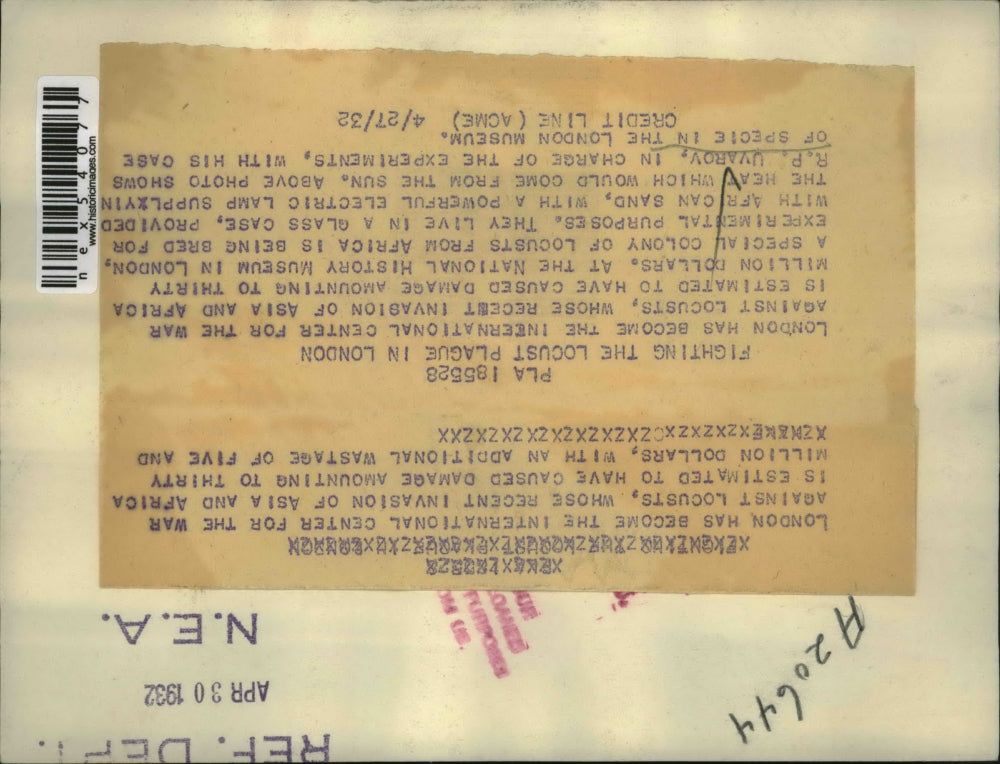 REF. DEPT.
APR 30 1932
N.E.A.
A20644
LONDON HAS BECOME THE INTERNATIONAL CENTER FOR THE WAR
AGAINST LOCUSTS, WHOSE RECENT INVASION OF ASIA AND AFRICA
IS ESTIMATED TO HAVE CAUSED DAMAGE AMOUNTING TO THIRTY
MILLION DOLLARS, WITH AN ADDITIONAL WASTAGE OF FIVE AND
PLA 185528
FIGHTING THE LOCUST PLAGUE IN LONDON
LONDON HAS BECOME THE INTERNATIONAL CENTER FOR THE WAR
AGAINST LOCUSTS, WHOSE RECENT INVASION OF ASIA AND AFRICA
IS ESTIMATED TO HAVE CAUSED DAMAGE AMOUNTING TO THIRTY
MILLION DOLLARS. AT THE NATIONAL HISTORY MUSEUM IN LONDON,
A SPECIAL COLONY OF LOCUSTS FROM AFRICA IS BEING BRED FOR
EXPERIMENTAL PURPOSES. THEY LIVE IN A GLASS CASE, PROVIDED
WITH AFRICAN SAND, WITH A POWERFUL ELECTRIC LAMP SUPPLXYIN
THE HEAT WHICH WOULD COME FROM THE SUN. ABOVE PHOTO SHOWS
R.P. UVAROV, IN CHARGE OF THE EXPERIMENTS, WITH HIS CASE
OF SPECIE IN THE LONDON MUSEUM.
CREDIT LINE (ACME) 4/27/32
nex54077
www.historicimages.com